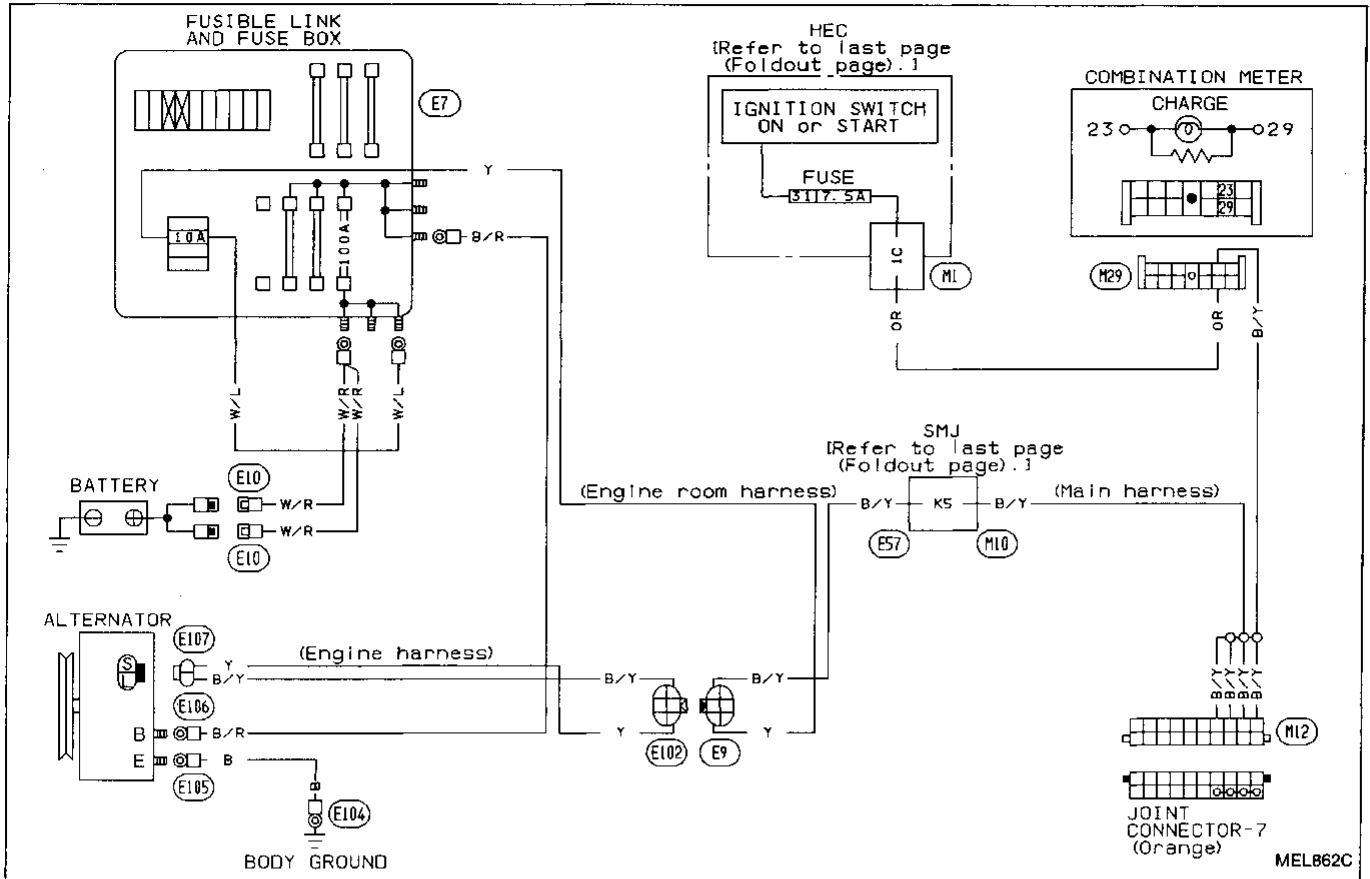 FUSIBLE LINK
AND FUSE BOX
E7
10A
100A
Y
B/R
W/L
W/R
W/R
W/L
HEC
[Refer to last page
(Foldout page).]
IGNITION SWITCH
ON or START
FUSE
31 7.5A
1C
M1
OR
COMBINATION METER
CHARGE
23
29
23
29
M29
OR
B/Y
BATTERY
E10
W/R
W/R
E10
SMJ
[Refer to last page
(Foldout page).]
(Engine room harness)
B/Y
K5
B/Y
(Main harness)
E57
M10
ALTERNATOR
E107
S
L
Y
B/Y
(Engine harness)
E106
B
B/R
E
B
E105
E104
BODY GROUND
B/Y
B/Y
Y
Y
E102
E9
B/Y
B/Y
B/Y
B/Y
M12
JOINT
CONNECTOR-7
(Orange)
MEL862C